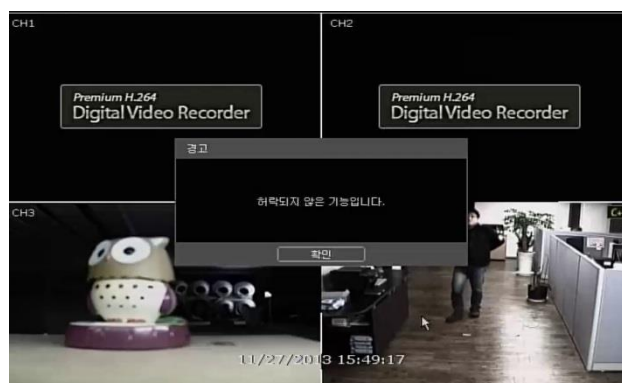 CH1
CH2
Premium H.264
Digital Video Recorder
Premium H.264
Digital Video Recorder
경고
허락되지 않은 기능입니다.
확인
CH3
11/27/2013 15:49:17